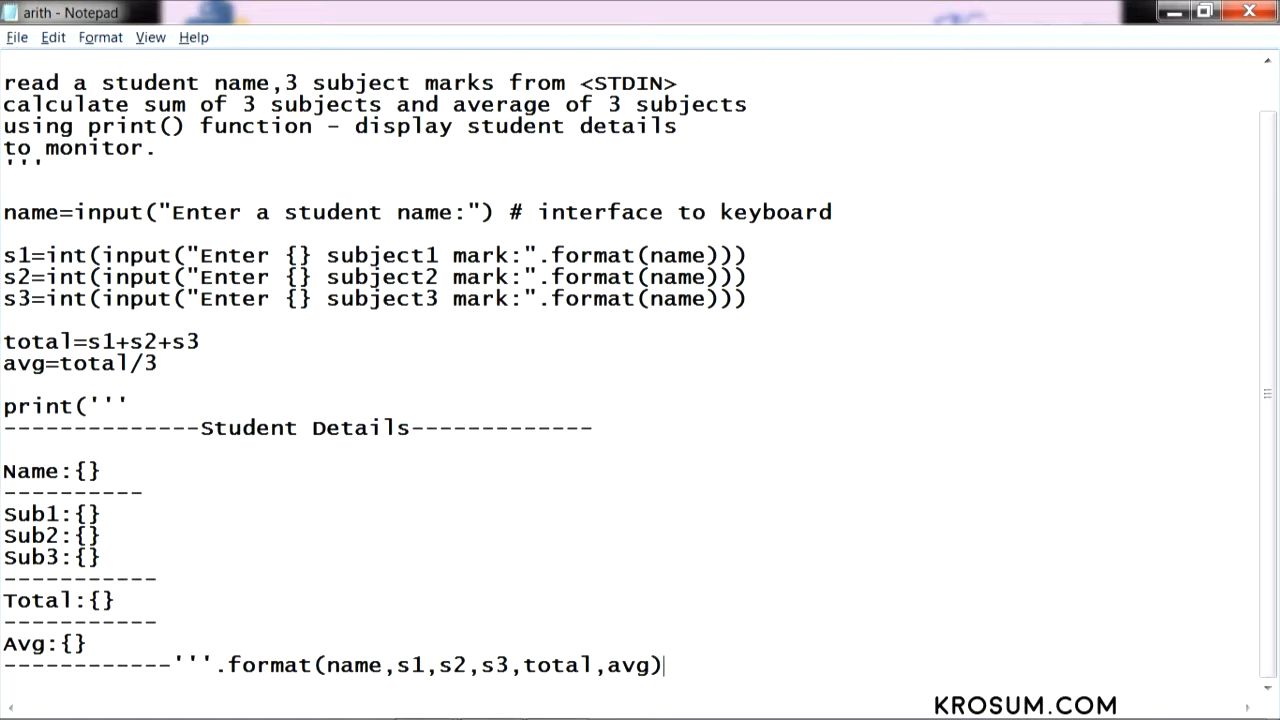 arith - Notepad
File Edit Format View Help
read a student name,3 subject marks from <STDIN>
calculate sum of 3 subjects and average of 3 subjects
using print() function - display student details
to monitor.
'''
name=input("Enter a student name:") # interface to keyboard
s1=int(input("Enter {} subject1 mark:".format(name)))
s2=int(input("Enter {} subject2 mark:".format(name)))
s3=int(input("Enter {} subject3 mark:".format(name)))
total=s1+s2+s3
avg=total/3
print('''
--------------Student Details-------------
Name:{}
----------
Sub1:{}
Sub2:{}
Sub3:{}
-----------
Total:{}
-----------
Avg:{}
------------'''.format(name,s1,s2,s3,total,avg)
KROSUM.COM